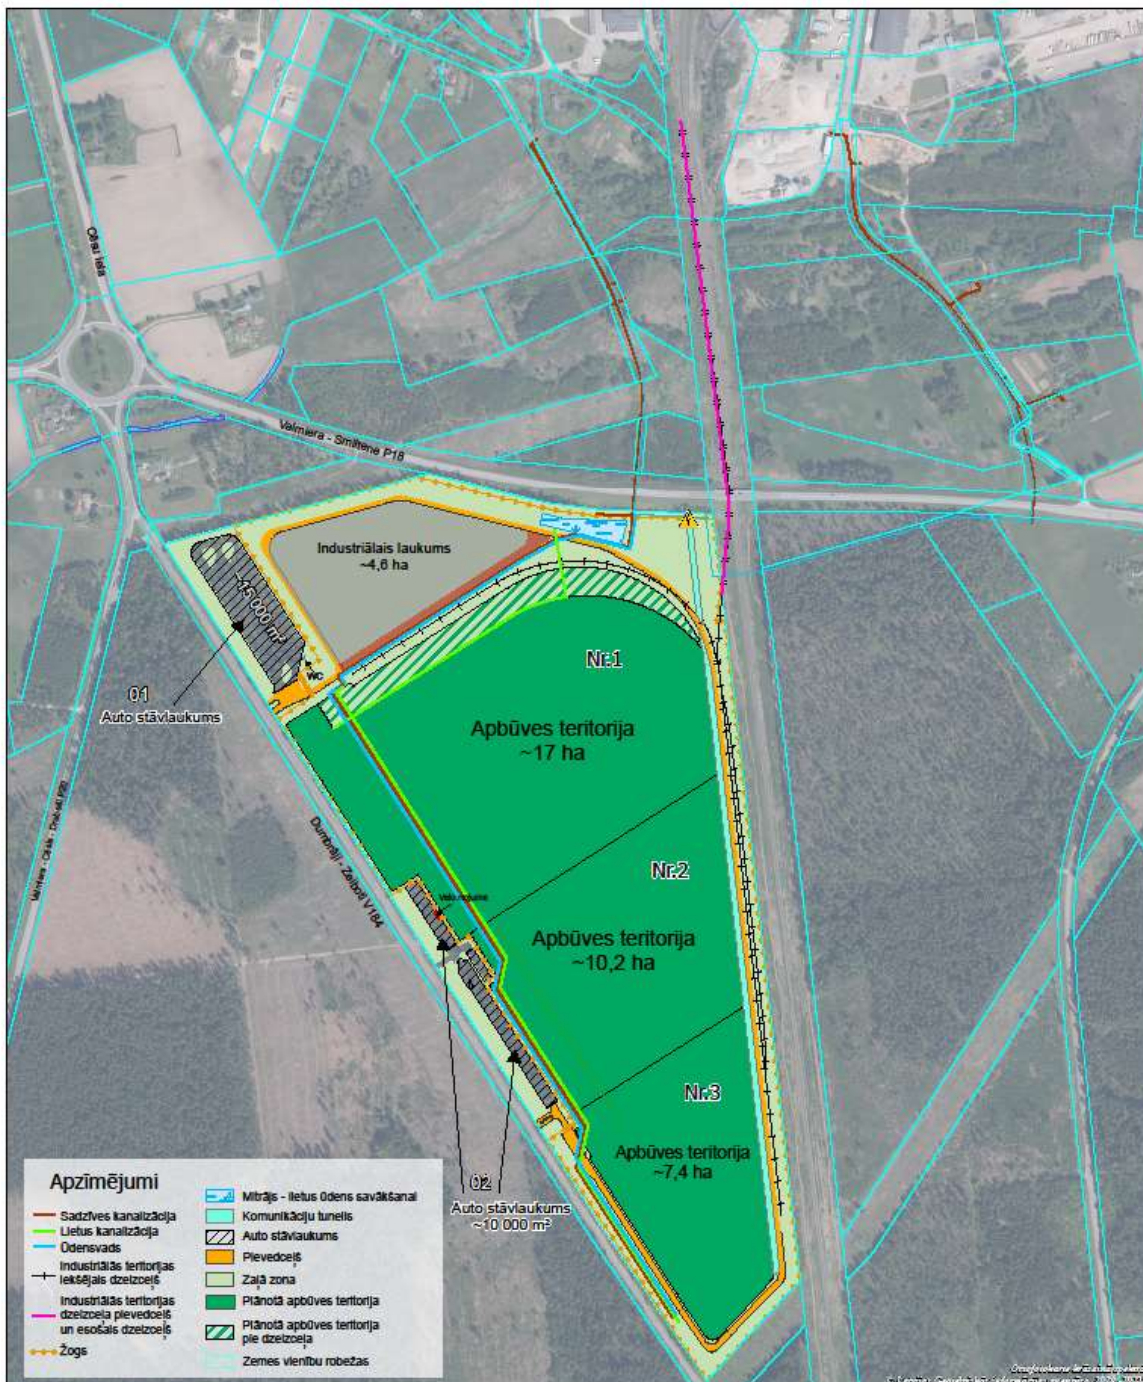 Cēsu iela
Valmiera - Smiltene P18
Industriālais laukums
~4,6 ha
~15 000 m²
WC
01
Auto stāvlaukums
Nr.1
Apbūves teritorija
~17 ha
Dumbrāji - Zeiboti V184
Nr.2
Velo nojume
Apbūves teritorija
~10,2 ha
Nr.3
Apbūves teritorija
~7,4 ha
02
Auto stāvlaukums
~10 000 m²
Apzīmējumi
Sadzīves kanalizācija
Lietus kanalizācija
Ūdensvads
Industriālās teritorijas
iekšējais dzelzceļš
Industriālās teritorijas
dzelzceļa pievedceļš
un esošais dzelzceļš
Žogs
Mitrājs - lietus ūdens savākšanai
Komunikāciju tunelis
Auto stāvlaukums
Pievedceļš
Zaļā zona
Plānotā apbūves teritorija
Plānotā apbūves teritorija
pie dzelzceļa
Zemes vienību robežas